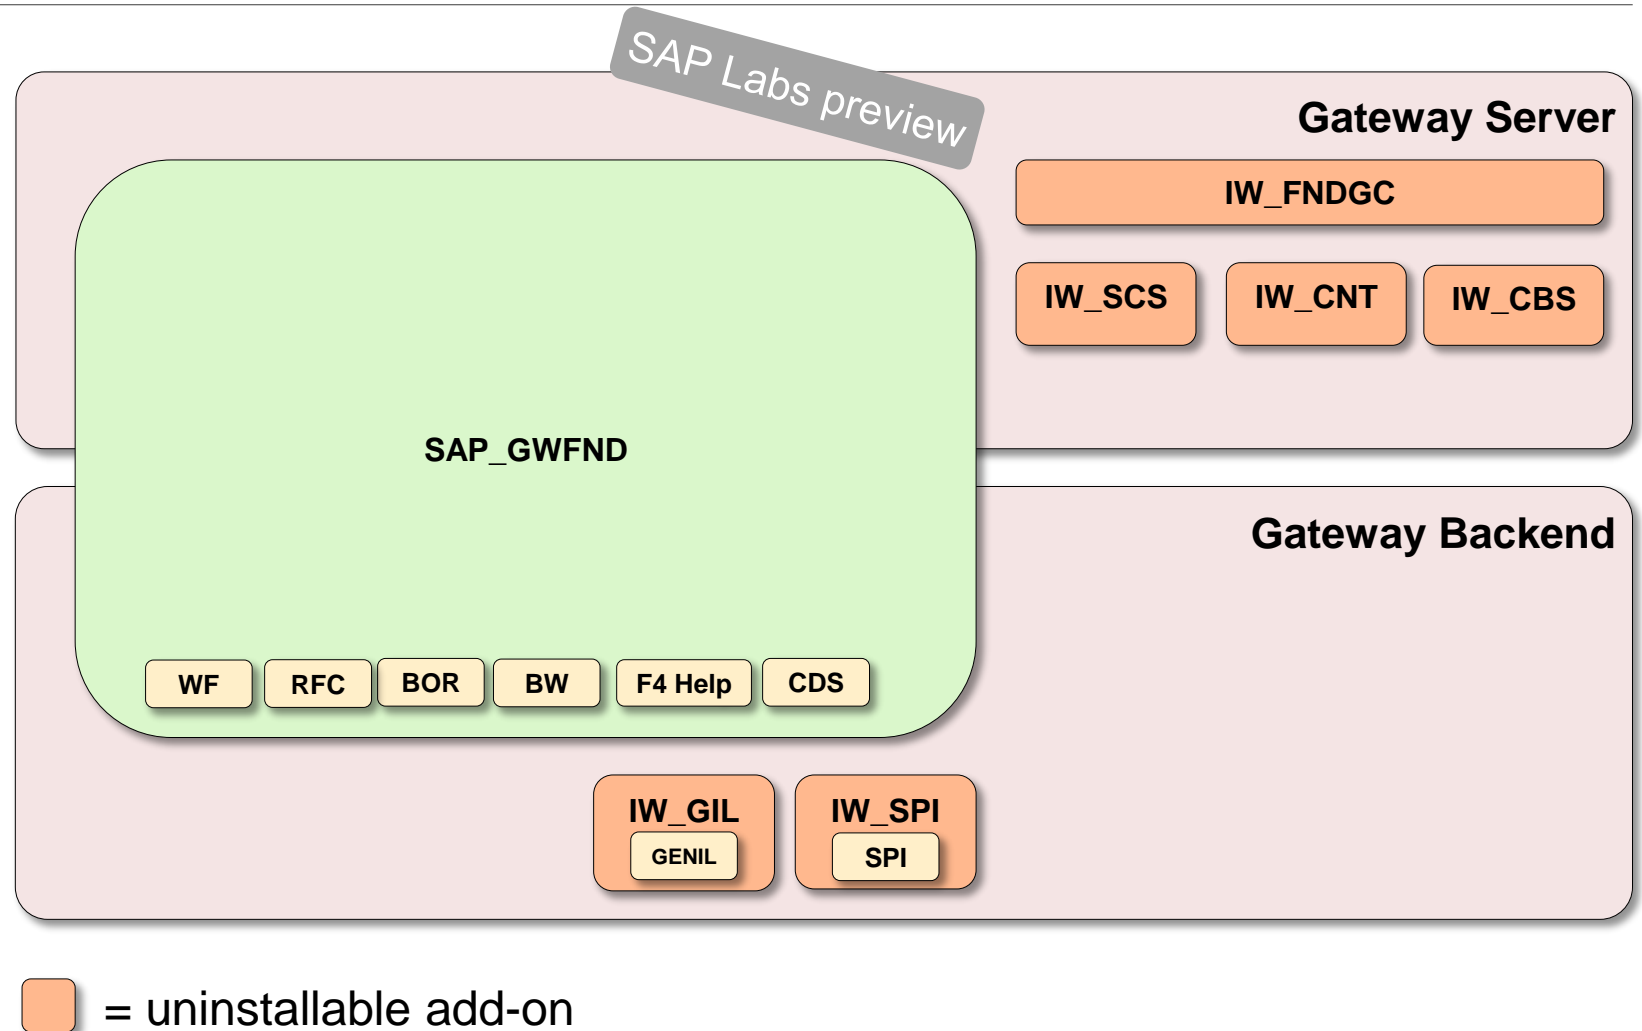 SAP Labs preview
Gateway Server
IW_FNDGC
IW_SCS
IW_CNT
IW_CBS
SAP_GWFND
Gateway Backend
WF
RFC
BOR
BW
F4 Help
CDS
IW_GIL
GENIL
IW_SPI
SPI
= uninstallable add-on